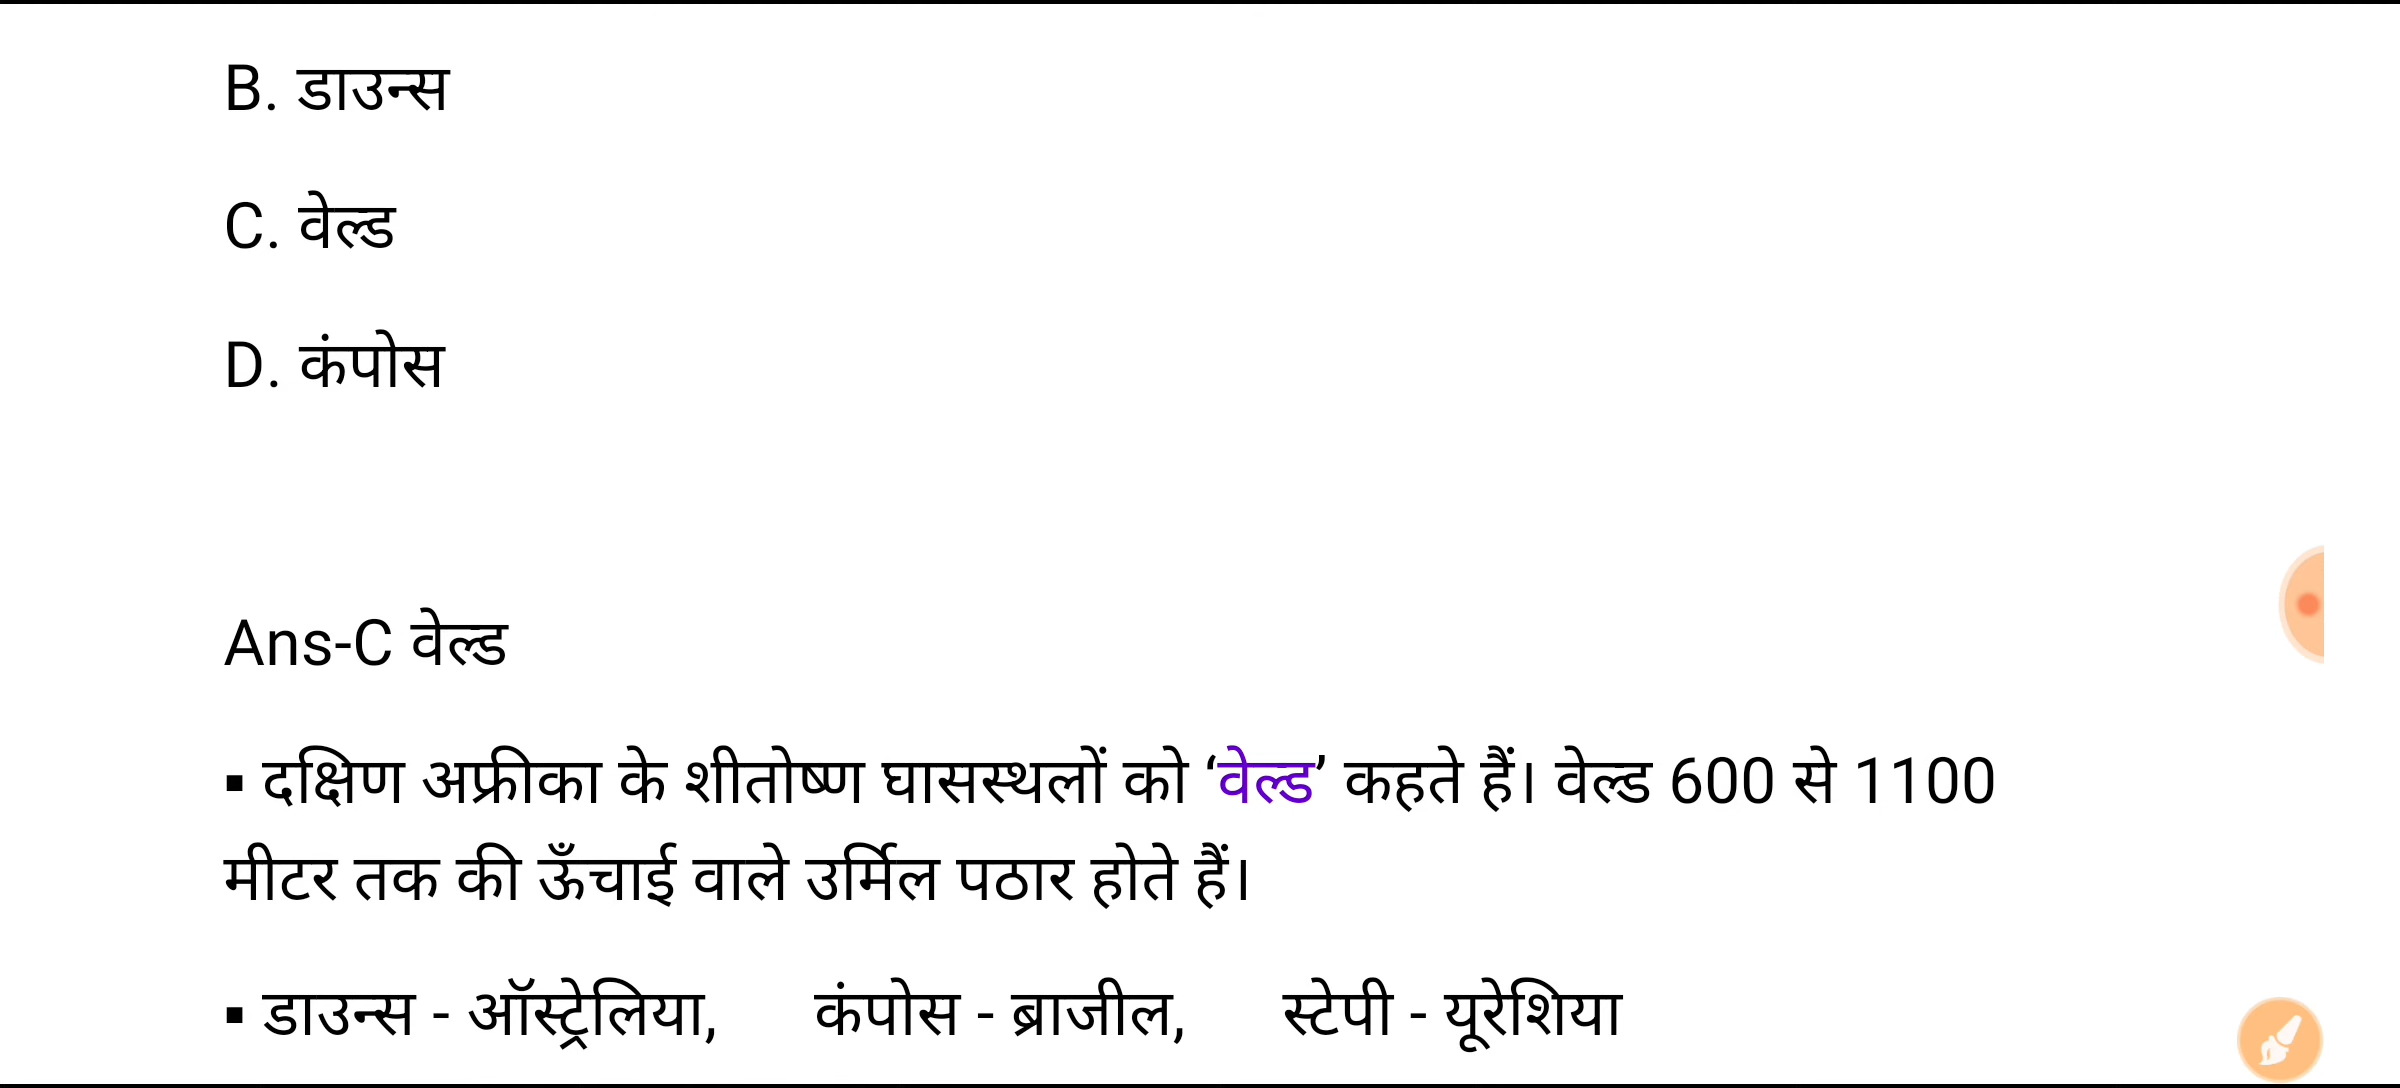 B. डाउन्स
C. वेल्ड
D. कंपोस
Ans-C वेल्ड
▪ दक्षिण अफ्रीका के शीतोष्ण घासस्थलों को ‘वेल्ड’ कहते हैं। वेल्ड 600 से 1100
मीटर तक की ऊँचाई वाले उर्मिल पठार होते हैं।
▪ डाउन्स - ऑस्ट्रेलिया, कंपोस - ब्राजील, स्टेपी - यूरेशिया